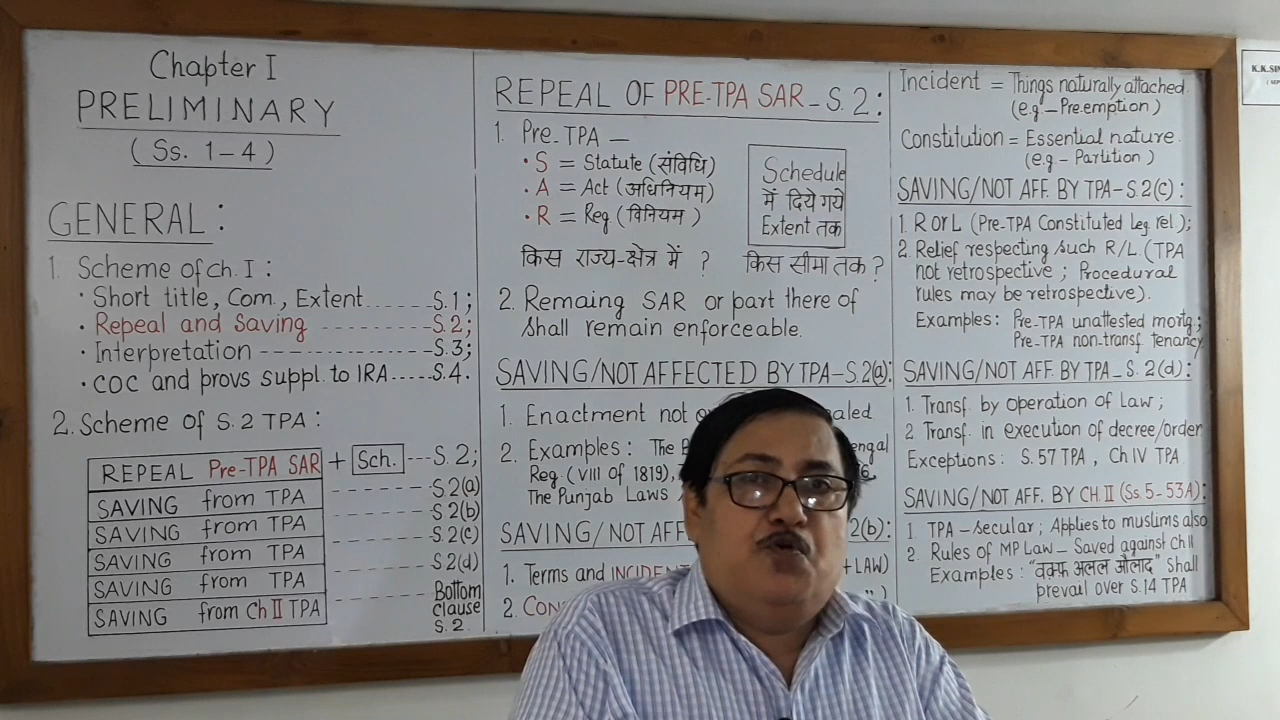 Chapter I
PRELIMINARY
(Ss. 1-4)
GENERAL:
1. Scheme of ch. I:
• Short title, Com., Extent......S.1;
• Repeal and Saving ---------S.2;
• Interpretation -------------S.3;
• COC and provs suppl. to IRA.....S.4.
2. Scheme of S.2 TPA:
REPEAL Pre-TPA SAR + Sch. ---S.2;
SAVING from TPA ------- S.2(a)
SAVING from TPA ------- S.2(b)
SAVING from TPA ------- S.2(c)
SAVING from TPA ------- S.2(d)
SAVING from Ch II TPA ------- Bottom
clause
S.2.
REPEAL OF PRE-TPA SAR-S.2:
1. Pre-TPA —
• S = Statute (संविधि)
• A = Act (अधिनियम)
• R = Reg (विनियम)
Schedule
में दिये गये
Extent तक
किस राज्य-क्षेत्र में ? किस सीमा तक ?
2. Remaing SAR or part there of
shall remain enforceable.
SAVING/NOT AFFECTED BY TPA-S.2(a):
1. Enactment not
2. Examples: The engal
Reg. (VIII of 1819),
The Punjab Laws
SAVING/NOT AFF 2(b):
1. Terms and INCIDENT +LAW)
2. CON ")
Incident = Things naturally attached.
(e.g - Pre.emption)
Constitution = Essential nature.
(e.g - Partition)
SAVING/NOT AFF. BY TPA-S.2(c):
1. R or L (Pre-TPA Constituted Leg. rel.);
2. Relief respecting such R/L (TPA
not retrospective; Procedural
rules may be retrospective).
Examples: Pre-TPA unattested mortg.;
Pre-TPA non-transf. tenancy
SAVING/NOT AFF. BY TPA-S. 2(d):
1. Transf. by operation of Law;
2 Transf. in execution of decree/order
Exceptions: S.57 TPA, Ch IV TPA.
SAVING/NOT AFF. BY CH. II (Ss.5-53A):
1. TPA-secular; Applies to muslims also
2. Rules of MP Law - Saved against Ch II
Examples: "वक़्फ़ अलल औलाद" Shall
prevail over S.14 TPA